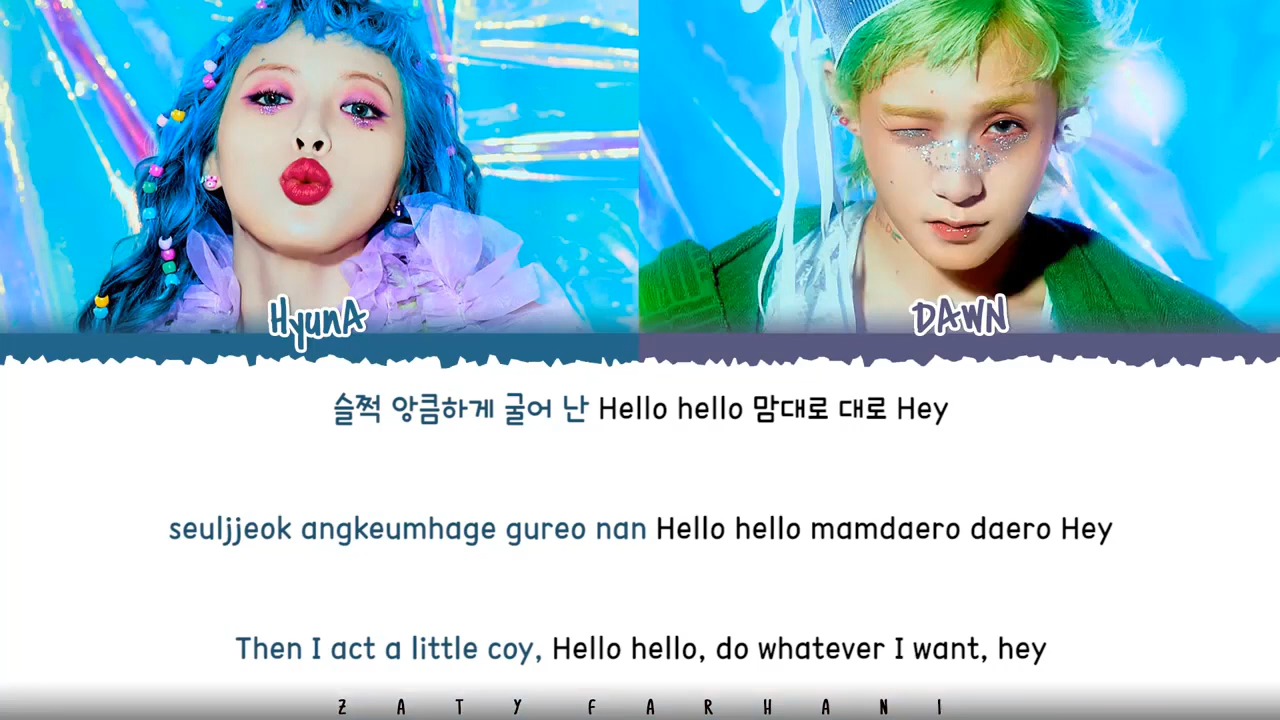 HyunA
DAWN
슬쩍 앙큼하게 굴어 난 Hello hello 맘대로 대로 Hey
seuljjeok angkeumhage gureo nan Hello hello mamdaero daero Hey
Then I act a little coy, Hello hello, do whatever I want, hey
ZATY FARHANI